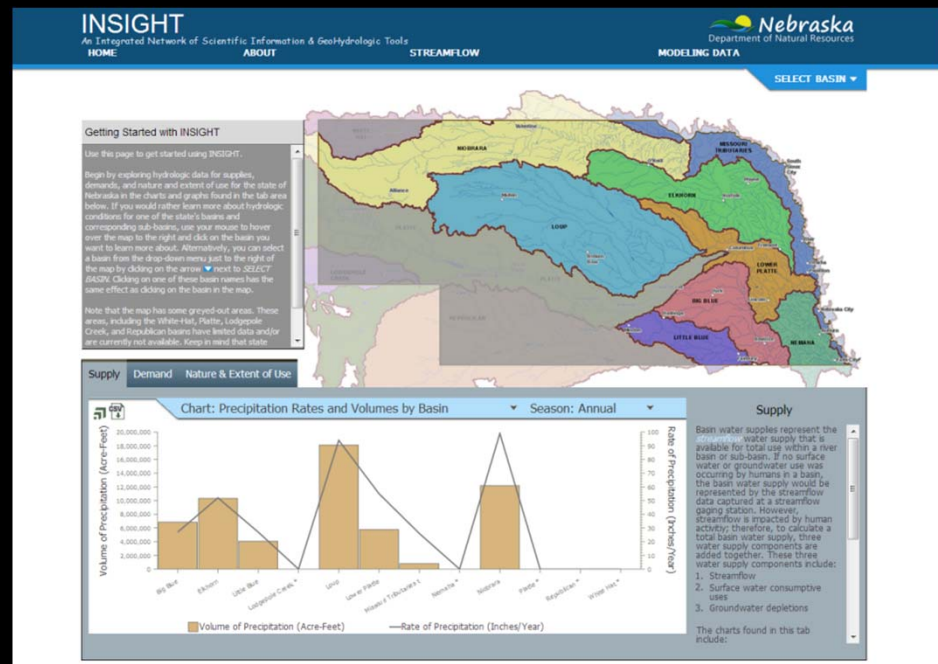 INSIGHT
An Integrated Network of Scientific Information & GeoHydrologic Tools
Nebraska
Department of Natural Resources
HOME ABOUT STREAMFLOW MODELING DATA
SELECT BASIN
Getting Started with INSIGHT
Use this page to get started using INSIGHT.
Begin by exploring hydrologic data for supplies,
demands, and nature and extent of use for the state of
Nebraska in the charts and graphs found in the tab area
below. If you would rather learn more about hydrologic
conditions for one of the state's basins and
corresponding sub-basins, use your mouse to hover
over the map to the right and click on the basin you
want to learn more about. Alternatively, you can select
a basin from the drop-down menu just to the right of
the map by clicking on the arrow next to SELECT
BASIN. Clicking on one of these basin names has the
same effect as clicking on the basin in the map.
Note that the map has some greyed-out areas. These
areas, including the White-Hat, Platte, Lodgepole
Creek, and Republican basins have limited data and/or
are currently not available. Keep in mind that state
NIOBRARA
MISSOURI
TRIBUTARIES
ELKHORN
Alliance
LOUP
LOWER
PLATTE
BIG BLUE
LITTLE BLUE
NEMAHA
Supply Demand Nature & Extent of Use
CSV
Chart: Precipitation Rates and Volumes by Basin
Season: Annual
Volume of Precipitation (Acre-Feet)
20,000,000
18,000,000
16,000,000
14,000,000
12,000,000
10,000,000
8,000,000
6,000,000
4,000,000
2,000,000
0
100
90
80
70
60
50
40
30
20
10
0
Rate of Precipitation (Inches/Year)
Big Blue
Elkhorn
Little Blue
Lodgepole Creek *
Loup
Lower Platte
Missouri Tributaries
Nemaha *
Niobrara
Platte *
Republican *
White Hat *
Volume of Precipitation (Acre-Feet) Rate of Precipitation (Inches/Year)
Supply
Basin water supplies represent the
streamflow water supply that is
available for total use within a river
basin or sub-basin. If no surface
water or groundwater use was
occurring by humans in a basin,
the basin water supply would be
represented by the streamflow
data captured at a streamflow
gaging station. However,
streamflow is impacted by human
activity; therefore, to calculate a
total basin water supply, three
water supply components are
added together. These three
water supply components include:
1. Streamflow
2. Surface water consumptive
uses
3. Groundwater depletions
The charts found in this tab
include: